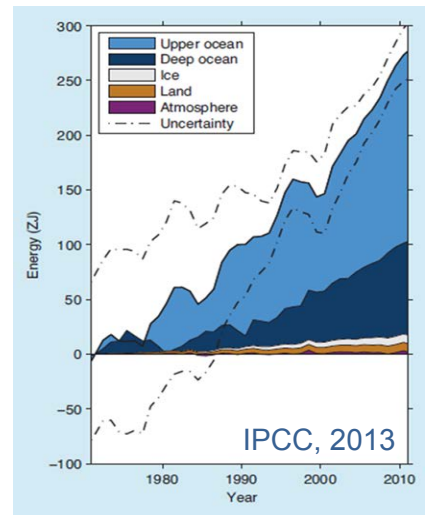 300
250
200
150
100
50
0
−50
−100
Energy (ZJ)
Upper ocean
Deep ocean
Ice
Land
Atmosphere
Uncertainty
IPCC, 2013
1980 1990 2000 2010
Year